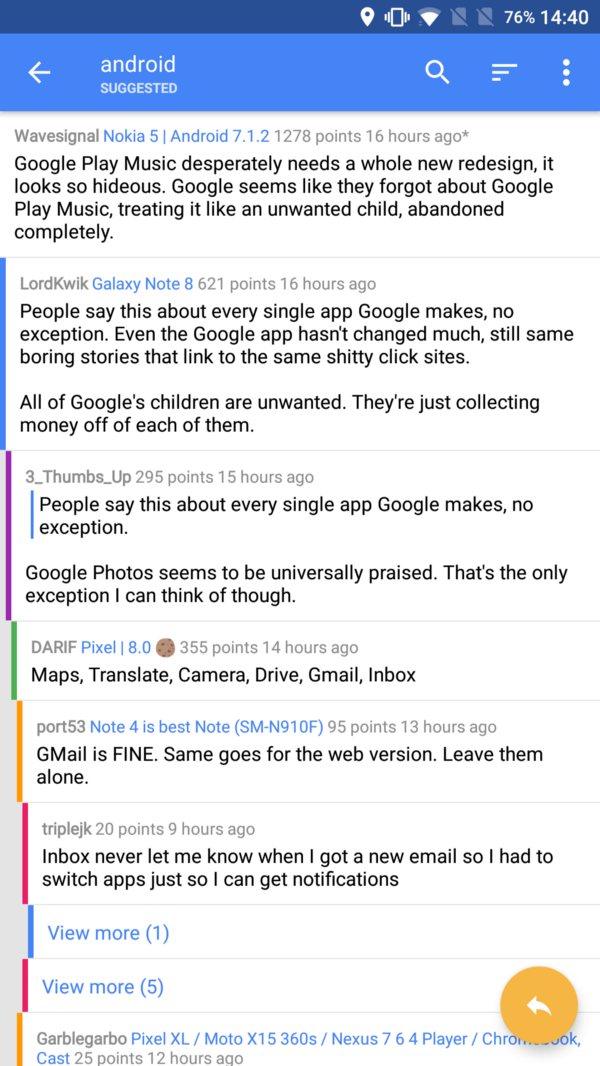 76% 14:40
android
SUGGESTED
Wavesignal Nokia 5 | Android 7.1.2 1278 points 16 hours ago*
Google Play Music desperately needs a whole new redesign, it
looks so hideous. Google seems like they forgot about Google
Play Music, treating it like an unwanted child, abandoned
completely.
LordKwik Galaxy Note 8 621 points 16 hours ago
People say this about every single app Google makes, no
exception. Even the Google app hasn't changed much, still same
boring stories that link to the same shitty click sites.
All of Google's children are unwanted. They're just collecting
money off of each of them.
3_Thumbs_Up 295 points 15 hours ago
People say this about every single app Google makes, no
exception.
Google Photos seems to be universally praised. That's the only
exception I can think of though.
DARIF Pixel | 8.0 355 points 14 hours ago
Maps, Translate, Camera, Drive, Gmail, Inbox
port53 Note 4 is best Note (SM-N910F) 95 points 13 hours ago
GMail is FINE. Same goes for the web version. Leave them
alone.
triplejk 20 points 9 hours ago
Inbox never let me know when I got a new email so I had to
switch apps just so I can get notifications
View more (1)
View more (5)
Garblegarbo Pixel XL / Moto X15 360s / Nexus 7 6 4 Player /
Cast 25 points 12 hours ago